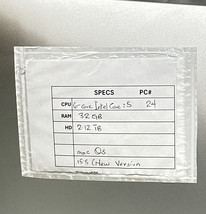 SPECS PC#
CPU 6 Core Intel Core i5 24
RAM 32 GB
HD 2.12 TB
mac OS
15.5 (New Version